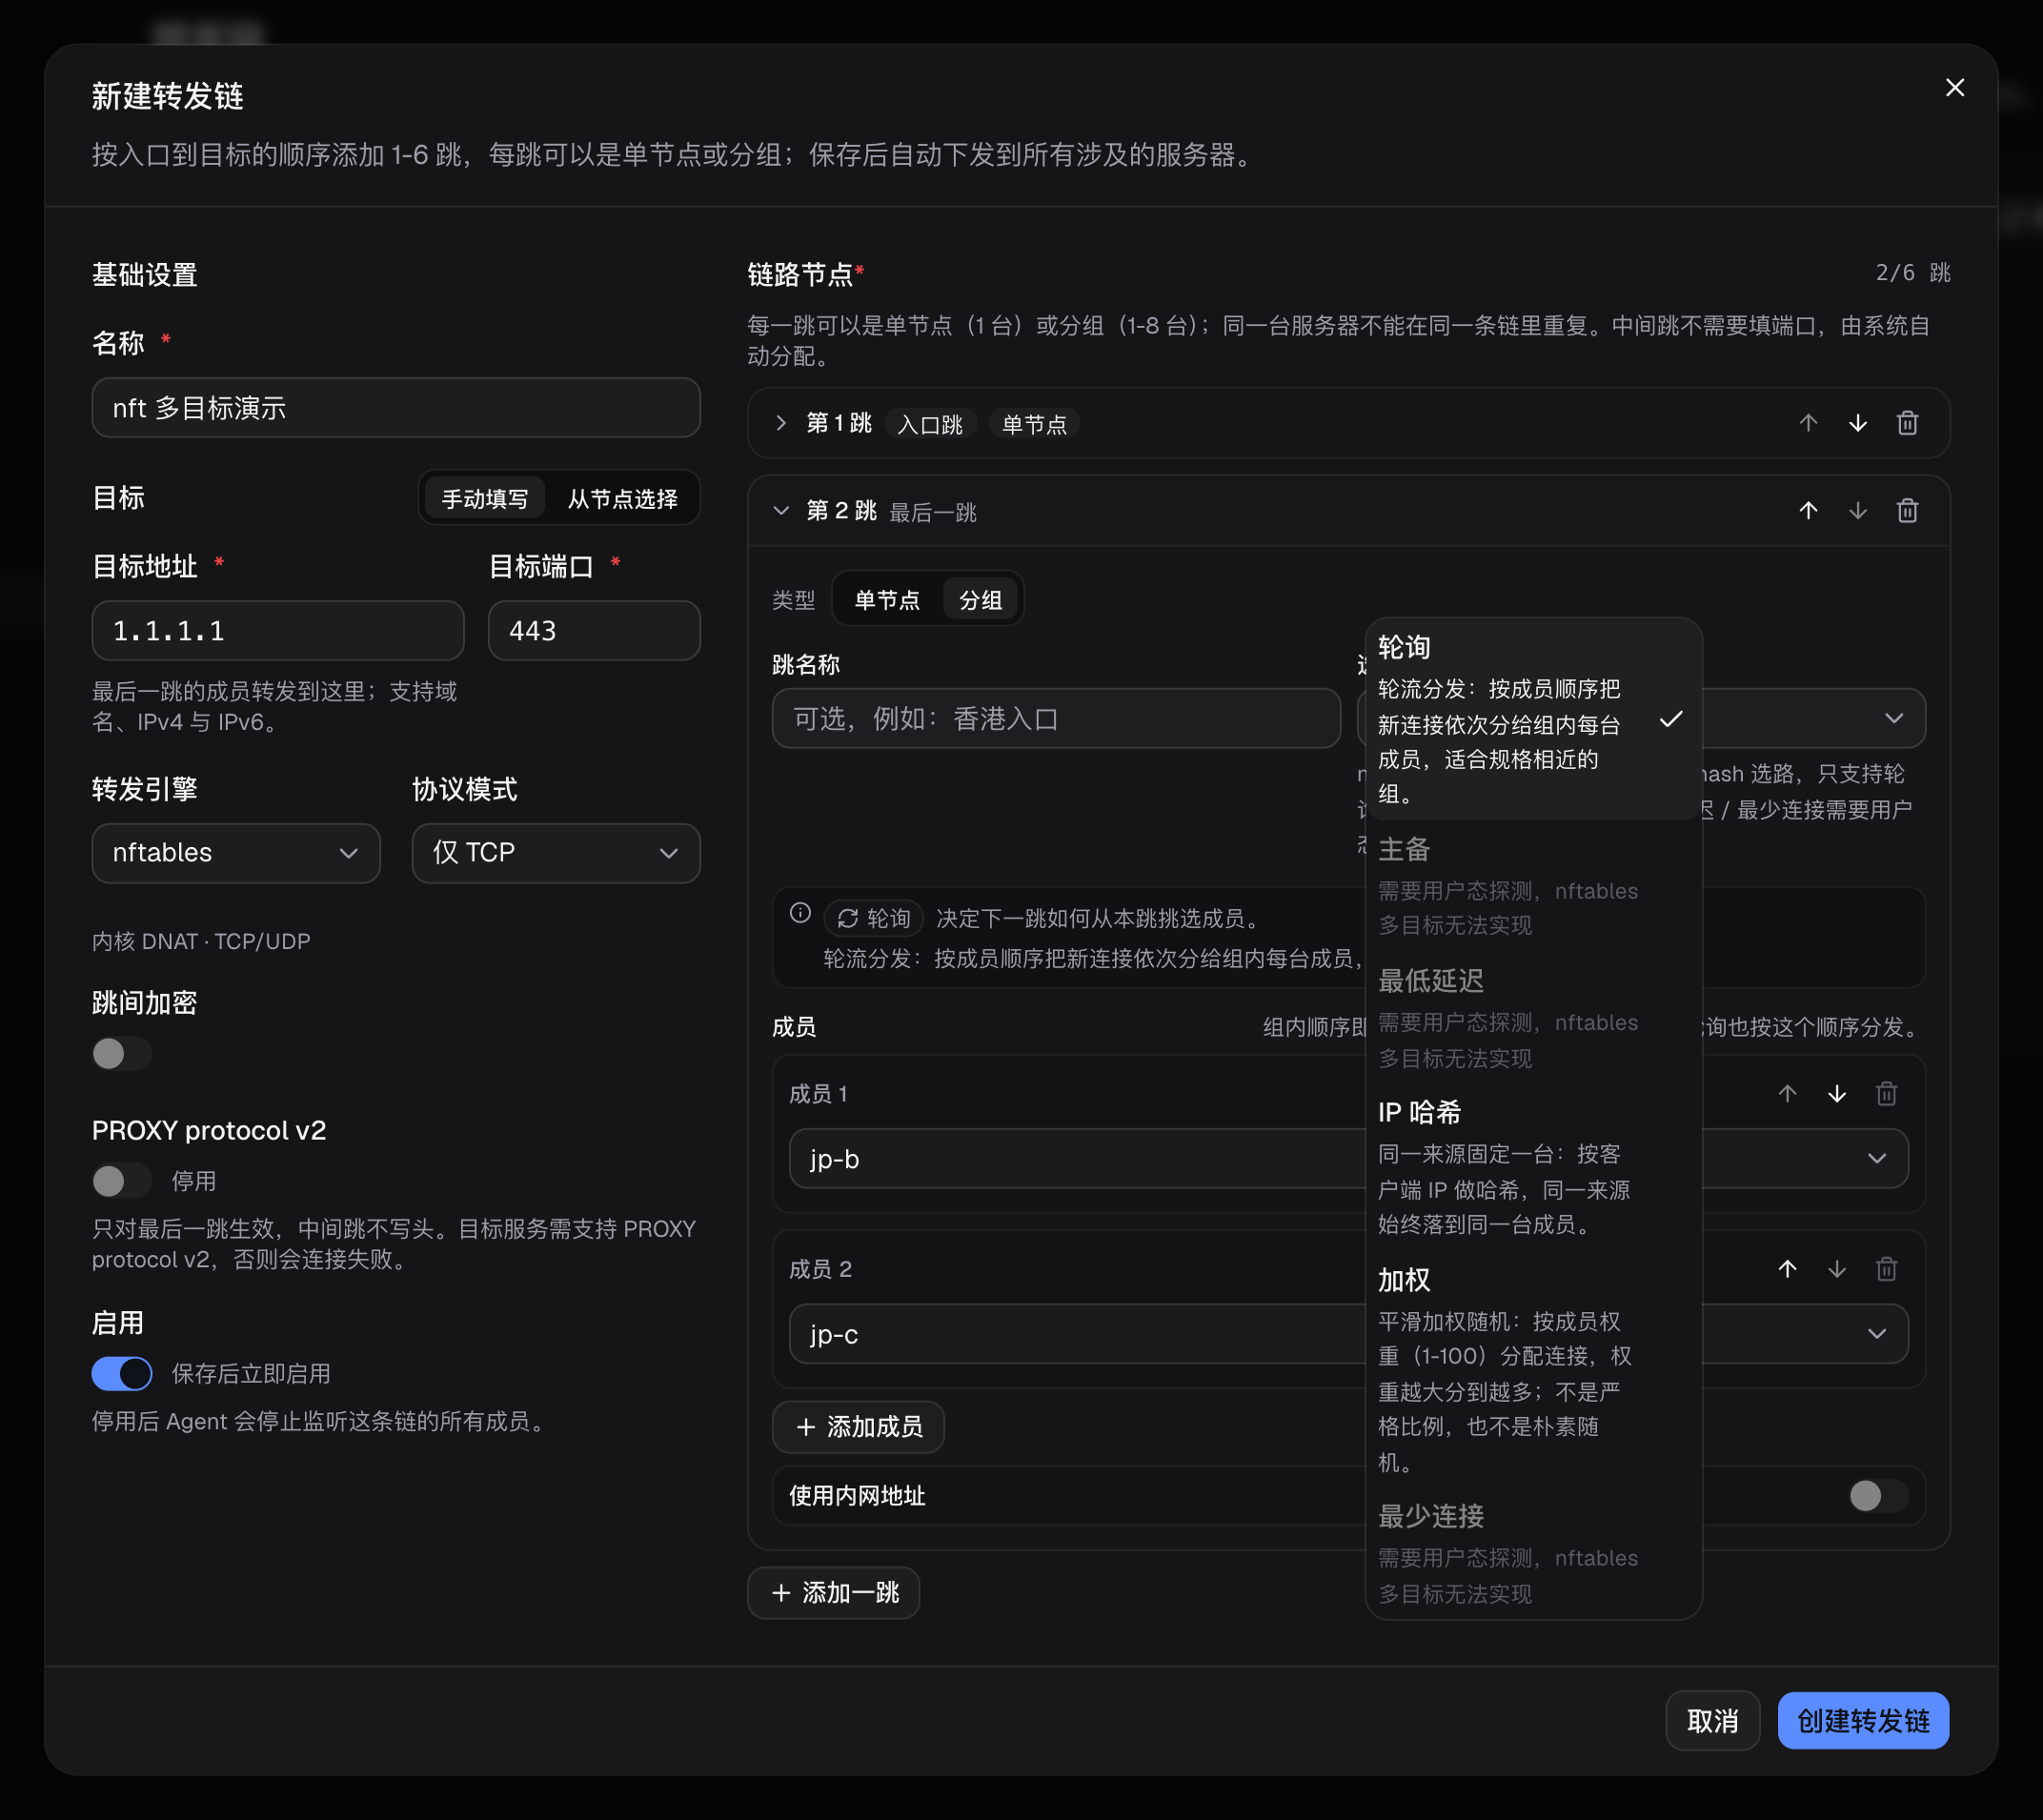 新建转发链
按入口到目标的顺序添加 1-6 跳，每跳可以是单节点或分组；保存后自动下发到所有涉及的服务器。
基础设置
名称 *
nft 多目标演示
目标
手动填写
从节点选择
目标地址 *
目标端口 *
1.1.1.1
443
最后一跳的成员转发到这里；支持域
名、IPv4 与 IPv6。
转发引擎
协议模式
nftables
仅 TCP
内核 DNAT · TCP/UDP
跳间加密
PROXY protocol v2
停用
只对最后一跳生效，中间跳不写头。目标服务需支持 PROXY
protocol v2，否则会连接失败。
启用
保存后立即启用
停用后 Agent 会停止监听这条链的所有成员。
链路节点*
2/6 跳
每一跳可以是单节点（1 台）或分组（1-8 台）；同一台服务器不能在同一条链里重复。中间跳不需要填端口，由系统自
动分配。
第 1 跳 入口跳 单节点
第 2 跳 最后一跳
类型 单节点 分组
跳名称
可选，例如：香港入口
hash 选路，只支持轮
/ 最少连接需要用户
轮询 决定下一跳如何从本跳挑选成员。
轮流分发：按成员顺序把新连接依次分给组内每台成员，
成员
组内顺序即
询也按这个顺序分发。
成员 1
jp-b
成员 2
jp-c
添加成员
使用内网地址
添加一跳
轮询
轮流分发：按成员顺序把
新连接依次分给组内每台
成员，适合规格相近的
组。
主备
需要用户态探测，nftables
多目标无法实现
最低延迟
需要用户态探测，nftables
多目标无法实现
IP 哈希
同一来源固定一台：按客
户端 IP 做哈希，同一来源
始终落到同一台成员。
加权
平滑加权随机：按成员权
重（1-100）分配连接，权
重越大分到越多；不是严
格比例，也不是朴素随
机。
最少连接
需要用户态探测，nftables
多目标无法实现
取消
创建转发链